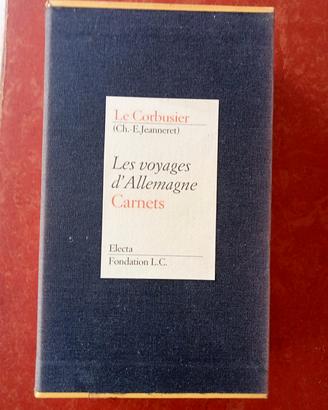 Le Corbusier
(Ch.-E.Jeanneret)
Les voyages
d'Allemagne
Carnets
Electa
Fondation L.C.